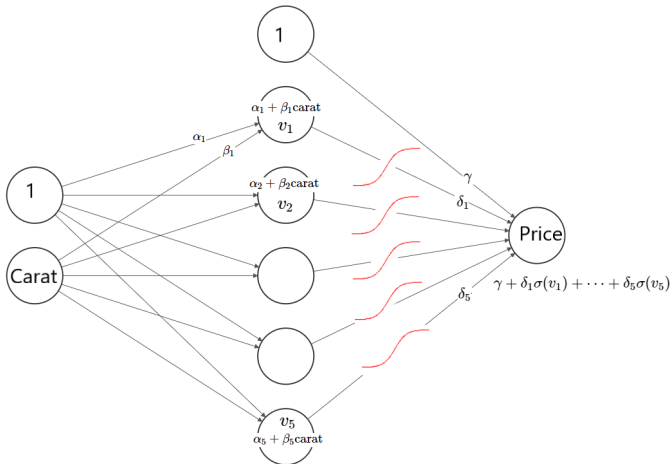 1
α₁ + β₁carat
v₁
α₁
β₁
α₂ + β₂carat
v₂
γ
δ₁
1
Price
Carat
γ + δ₁σ(v₁) + ⋯ + δ₅σ(v₅)
δ₅
v₅
α₅ + β₅carat